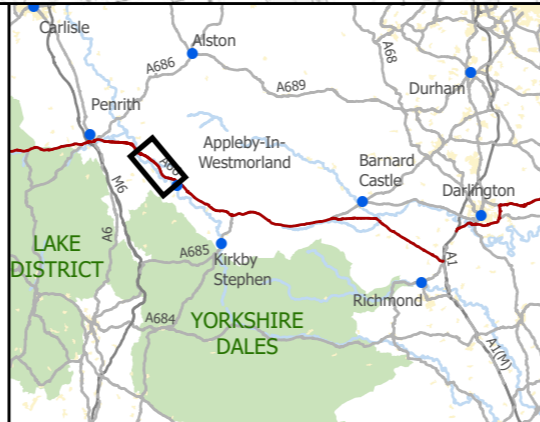 Carlisle
Alston
A68
A686
A689
Durham
Penrith
Appleby-In-
Westmorland
A66
Barnard
Castle
Darlington
M6
A6
LAKE
DISTRICT
A685
Kirkby
Stephen
A1
Richmond
A684
YORKSHIRE
DALES
A1(M)